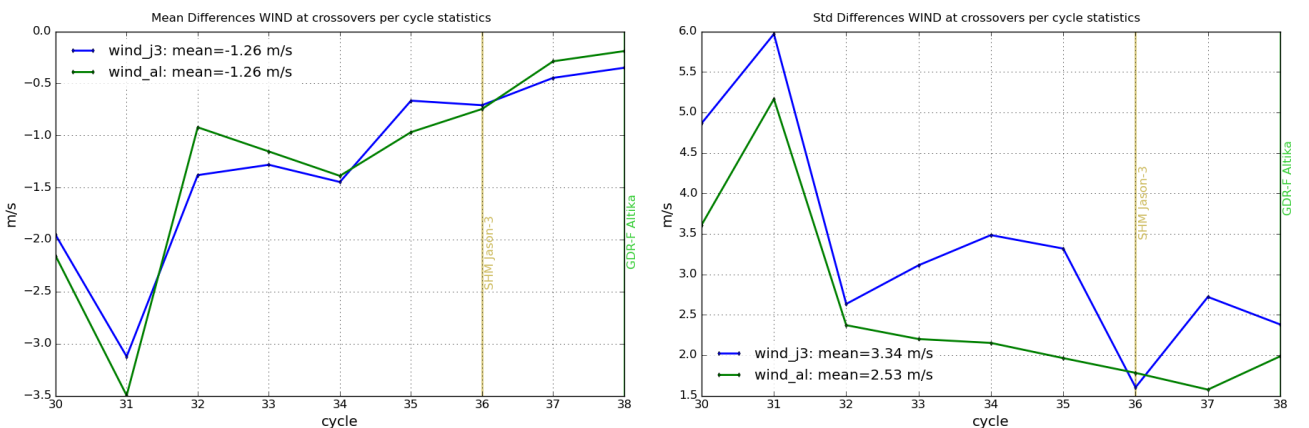 Mean Differences WIND at crossovers per cycle statistics
0.0
wind_j3: mean=-1.26 m/s
wind_al: mean=-1.26 m/s
−0.5
−1.0
−1.5
−2.0
−2.5
−3.0
−3.5
m/s
SHM Jason-3
GDR-F Altika
30 31 32 33 34 35 36 37 38
cycle
Std Differences WIND at crossovers per cycle statistics
6.0
5.5
5.0
4.5
4.0
3.5
3.0
2.5
2.0
1.5
m/s
SHM Jason-3
GDR-F Altika
wind_j3: mean=3.34 m/s
wind_al: mean=2.53 m/s
30 31 32 33 34 35 36 37 38
cycle